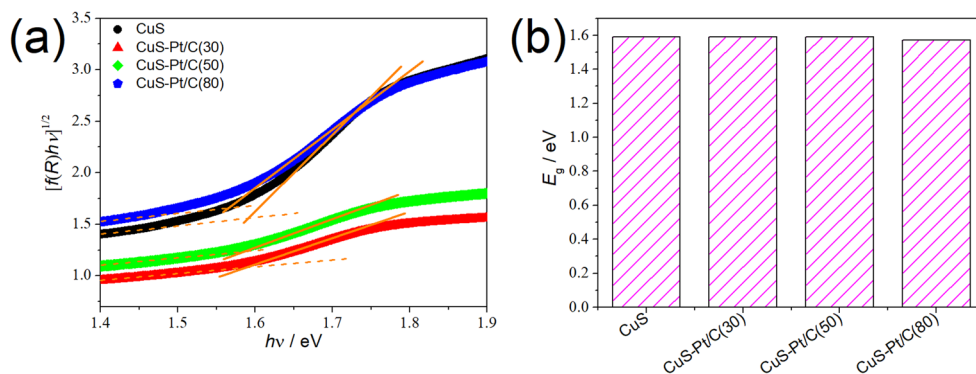 (a)
CuS
CuS-Pt/C(30)
CuS-Pt/C(50)
CuS-Pt/C(80)
[f(R)hν]^1/2
3.5
3.0
2.5
2.0
1.5
1.0
1.4 1.5 1.6 1.7 1.8 1.9
hν / eV
(b)
E_g / eV
1.6
1.4
1.2
1.0
0.8
0.6
0.4
0.2
0.0
CuS
CuS-Pt/C(30)
CuS-Pt/C(50)
CuS-Pt/C(80)